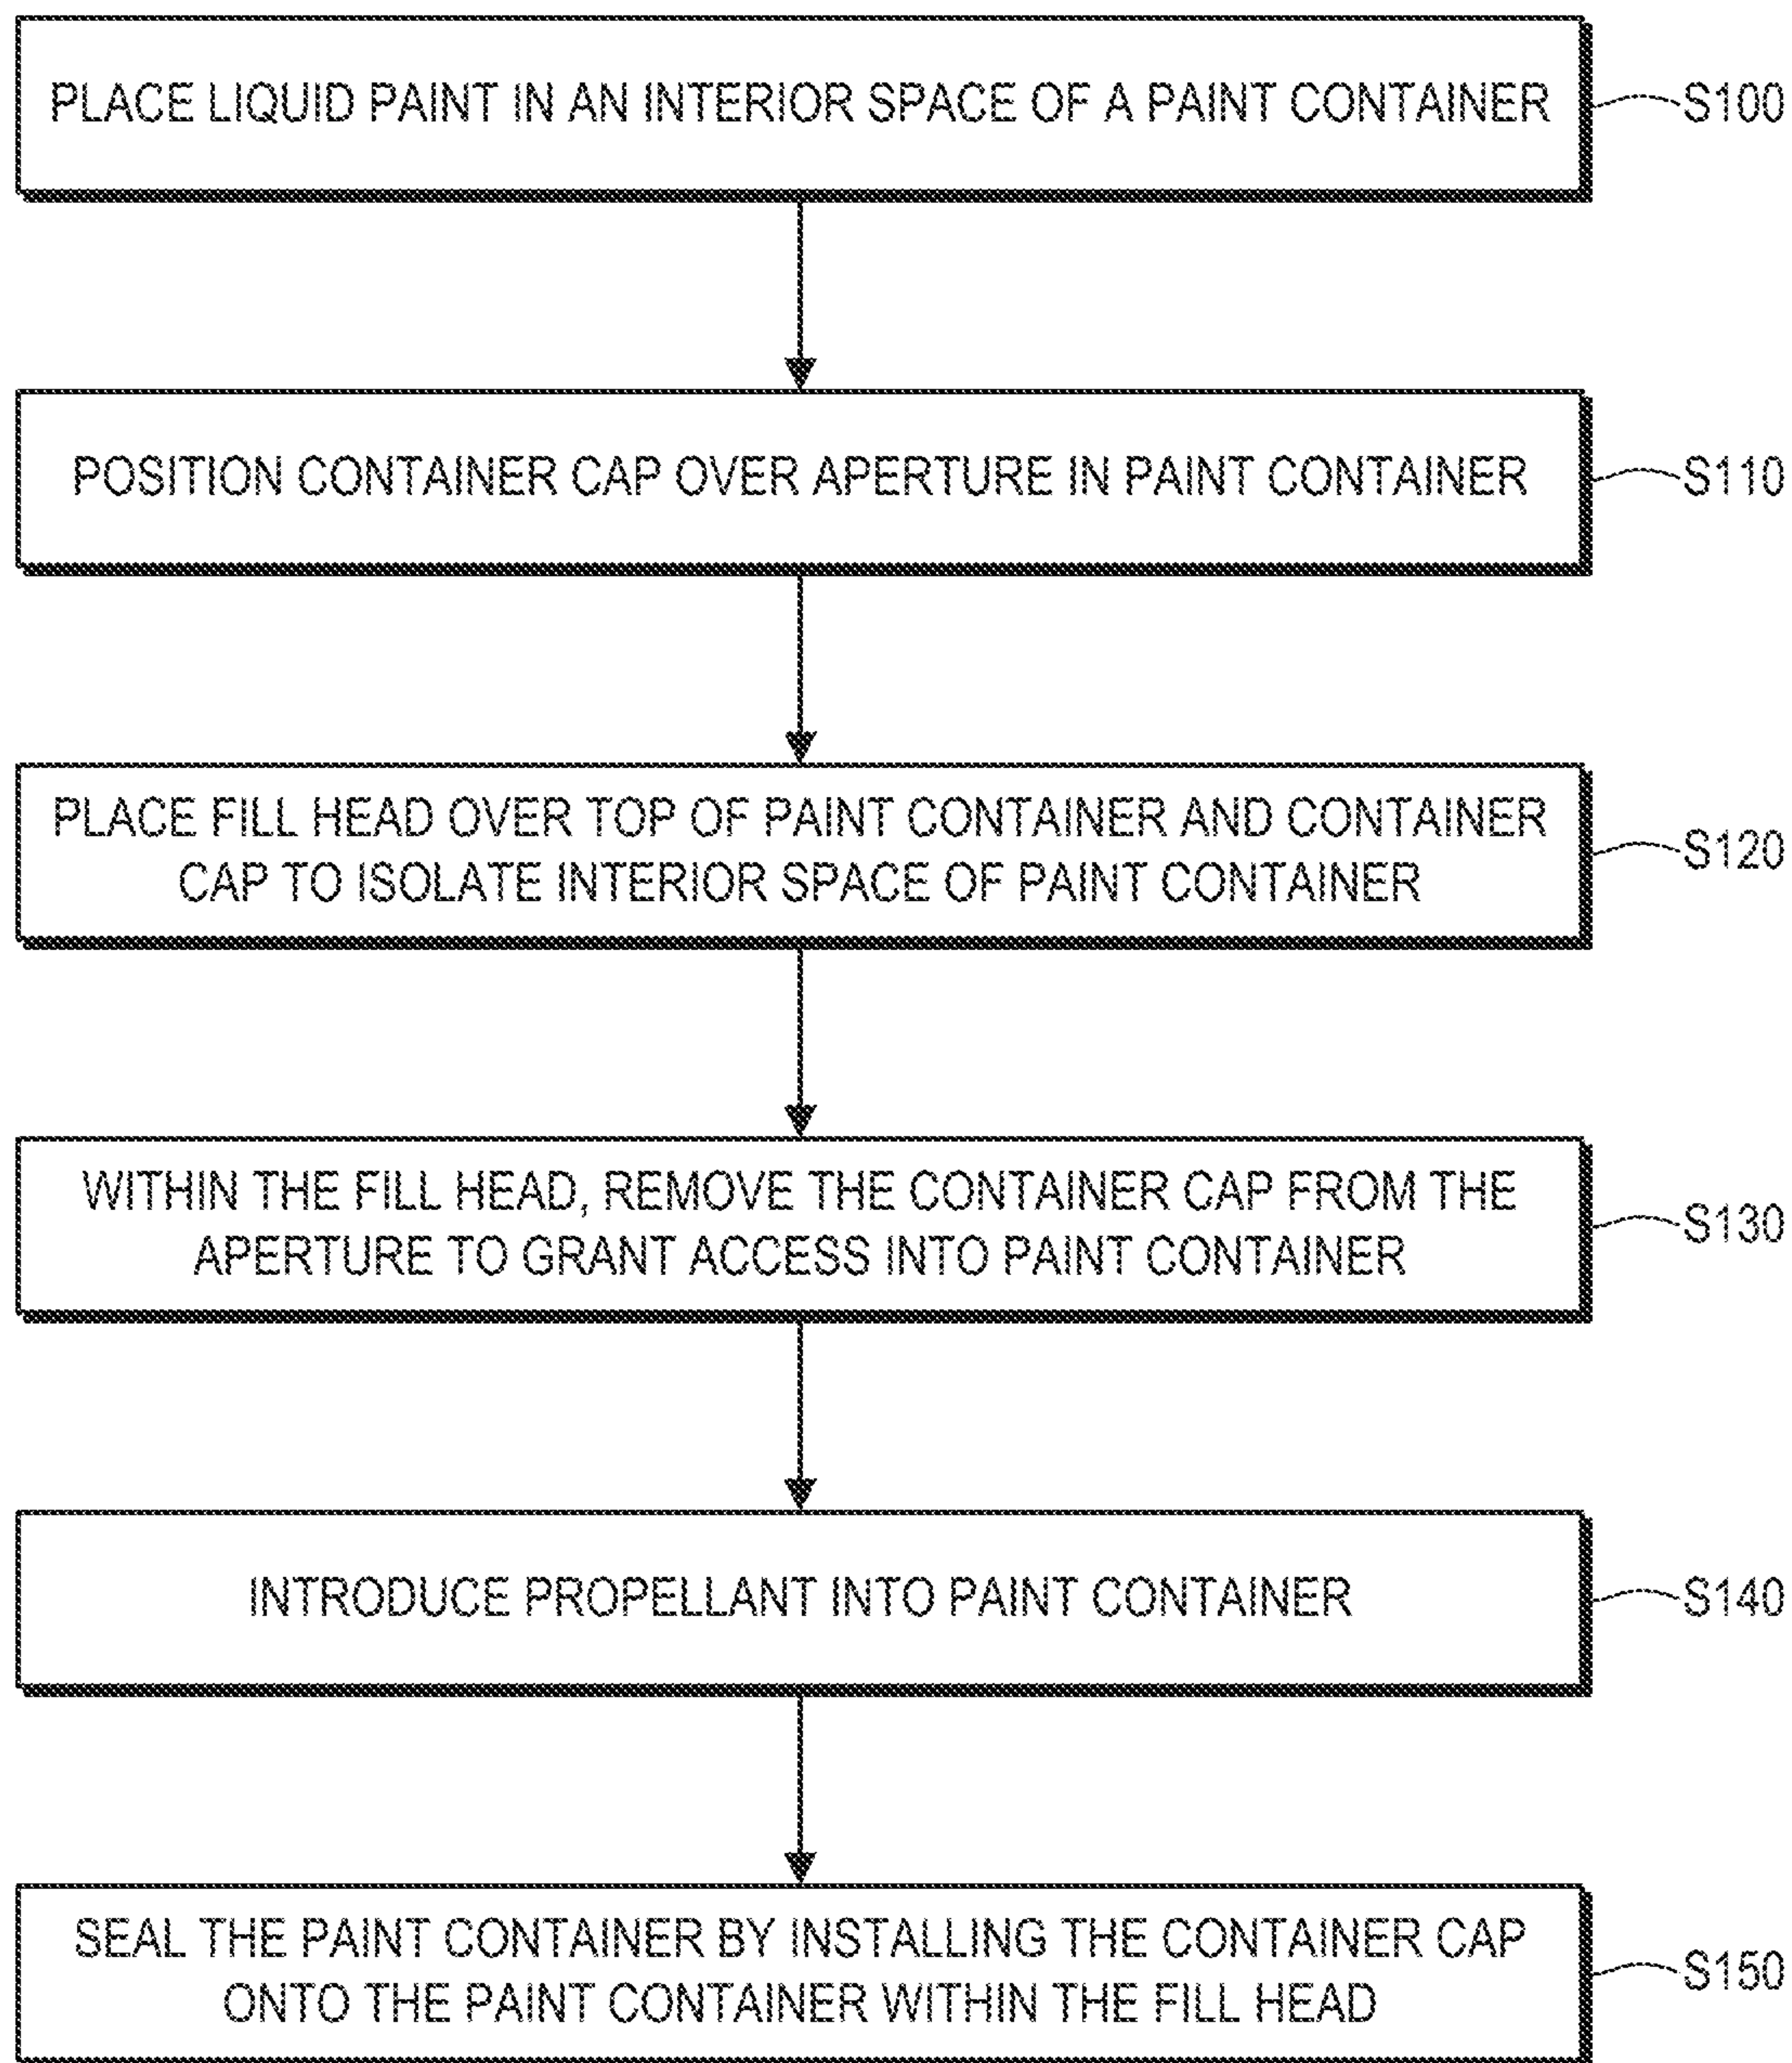 PLACE LIQUID PAINT IN AN INTERIOR SPACE OF A PAINT CONTAINER
S100
POSITION CONTAINER CAP OVER APERTURE IN PAINT CONTAINER
S110
PLACE FILL HEAD OVER TOP OF PAINT CONTAINER AND CONTAINER
CAP TO ISOLATE INTERIOR SPACE OF PAINT CONTAINER
S120
WITHIN THE FILL HEAD, REMOVE THE CONTAINER CAP FROM THE
APERTURE TO GRANT ACCESS INTO PAINT CONTAINER
S130
INTRODUCE PROPELLANT INTO PAINT CONTAINER
S140
SEAL THE PAINT CONTAINER BY INSTALLING THE CONTAINER CAP
ONTO THE PAINT CONTAINER WITHIN THE FILL HEAD
S150